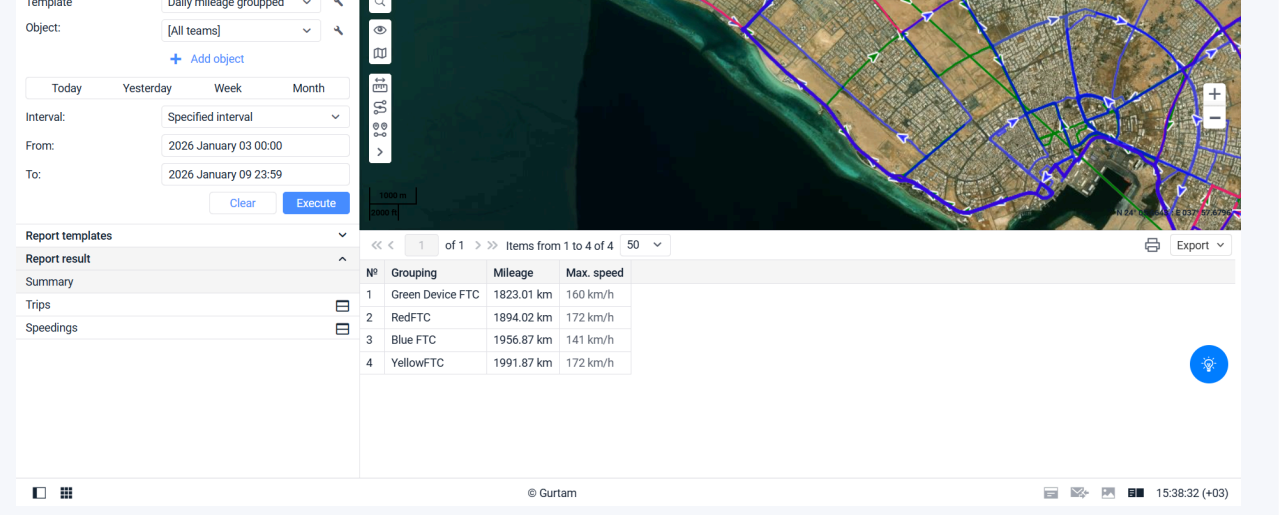 Template Daily mileage groupped
Object: [All teams]
+ Add object
Today Yesterday Week Month
Interval: Specified interval
From: 2026 January 03 00:00
To: 2026 January 09 23:59
Clear Execute
Report templates
Report result
Summary
Trips
Speedings
1000 m
2000 ft
1 of 1 Items from 1 to 4 of 4 50
Export
№ Grouping Mileage Max. speed
1 Green Device FTC 1823.01 km 160 km/h
2 RedFTC 1894.02 km 172 km/h
3 Blue FTC 1956.87 km 141 km/h
4 YellowFTC 1991.87 km 172 km/h
© Gurtam
15:38:32 (+03)